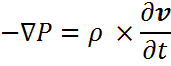 −∇P = ρ × ∂v/∂t